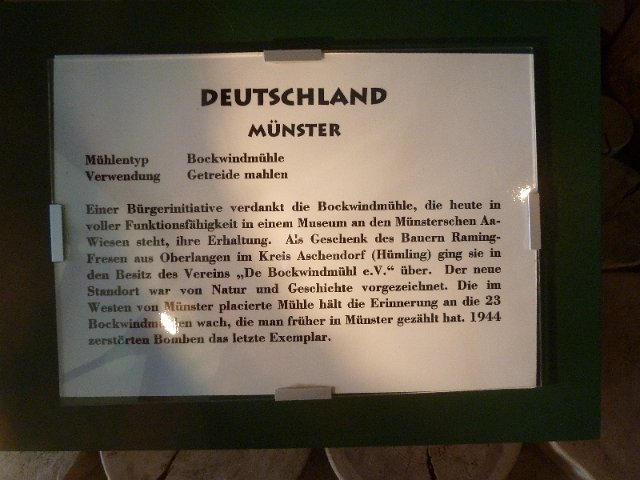 DEUTSCHLAND
MÜNSTER
Mühlentyp Bockwindmühle
Verwendung Getreide mahlen
Einer Bürgerinitiative verdankt die Bockwindmühle, die heute in
voller Funktionsfähigkeit in einem Museum an den Münsterschen Aa-
Wiesen steht, ihre Erhaltung. Als Geschenk des Bauern Raming-
Fresen aus Oberlangen im Kreis Aschendorf (Hümling) ging sie in
den Besitz des Vereins „De Bockwindmühl e.V.“ über. Der neue
Standort war von Natur und Geschichte vorgezeichnet. Die im
Westen von Münster placierte Mühle hält die Erinnerung an die 23
Bockwindmühlen wach, die man früher in Münster gezählt hat. 1944
zerstörten Bomben das letzte Exemplar.